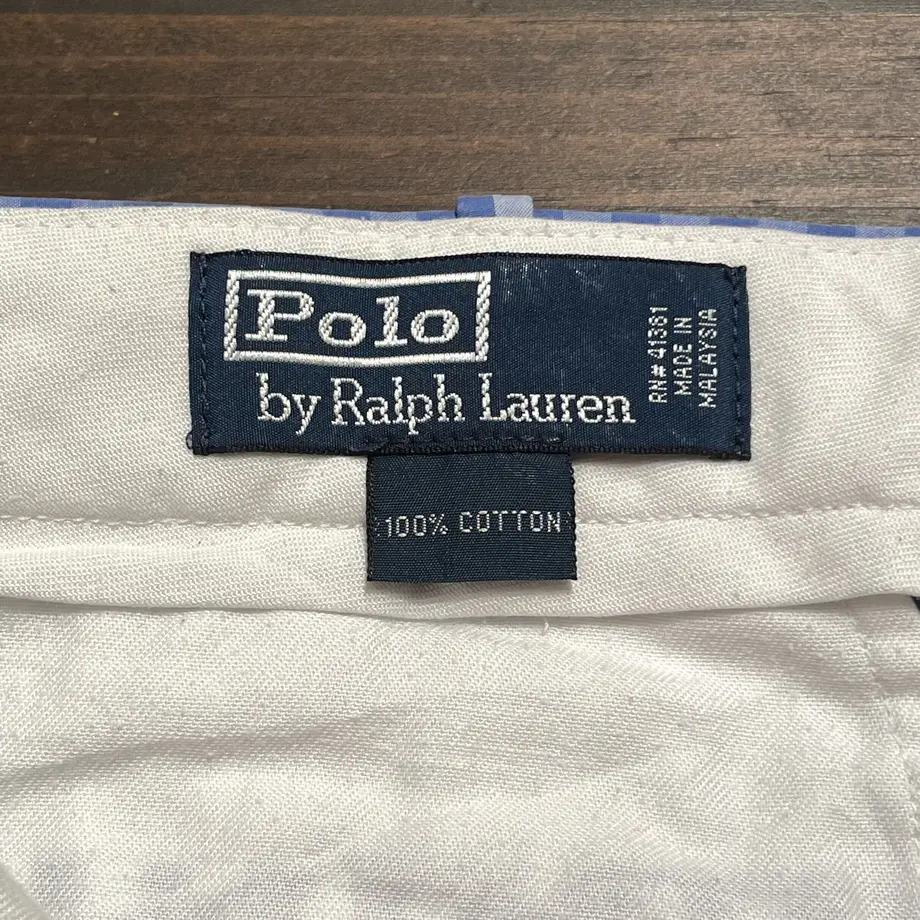 Polo
by Ralph Lauren
RN# 41381
MADE IN
MALAYSIA
100% COTTON